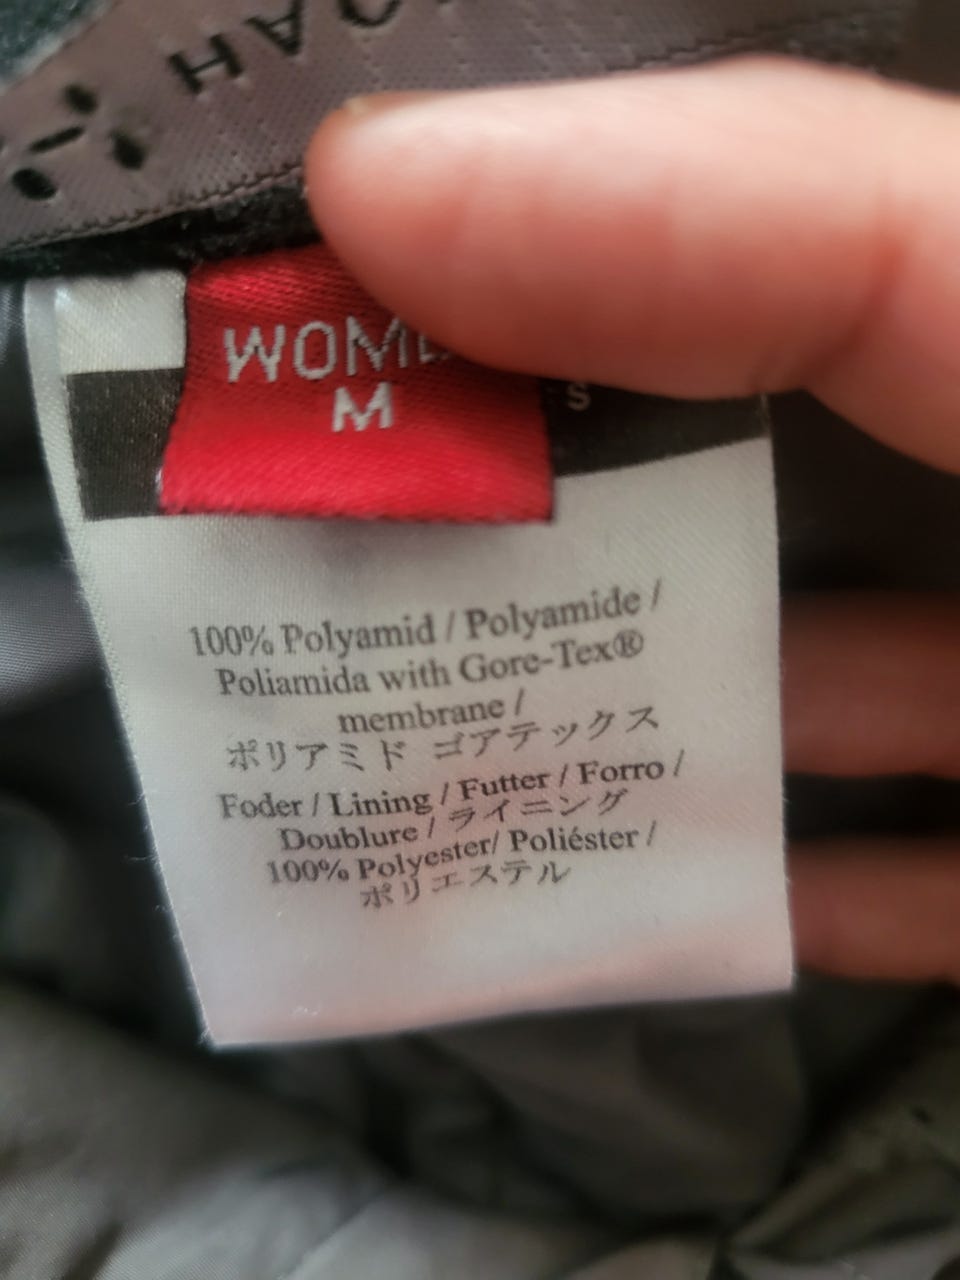 WOM
M
S
100% Polyamid / Polyamide /
Poliamida with Gore-Tex®
membrane /
ポリアミド ゴアテックス
Foder / Lining / Futter / Forro /
Doublure / ライニング
100% Polyester/ Poliéster /
ポリエステル